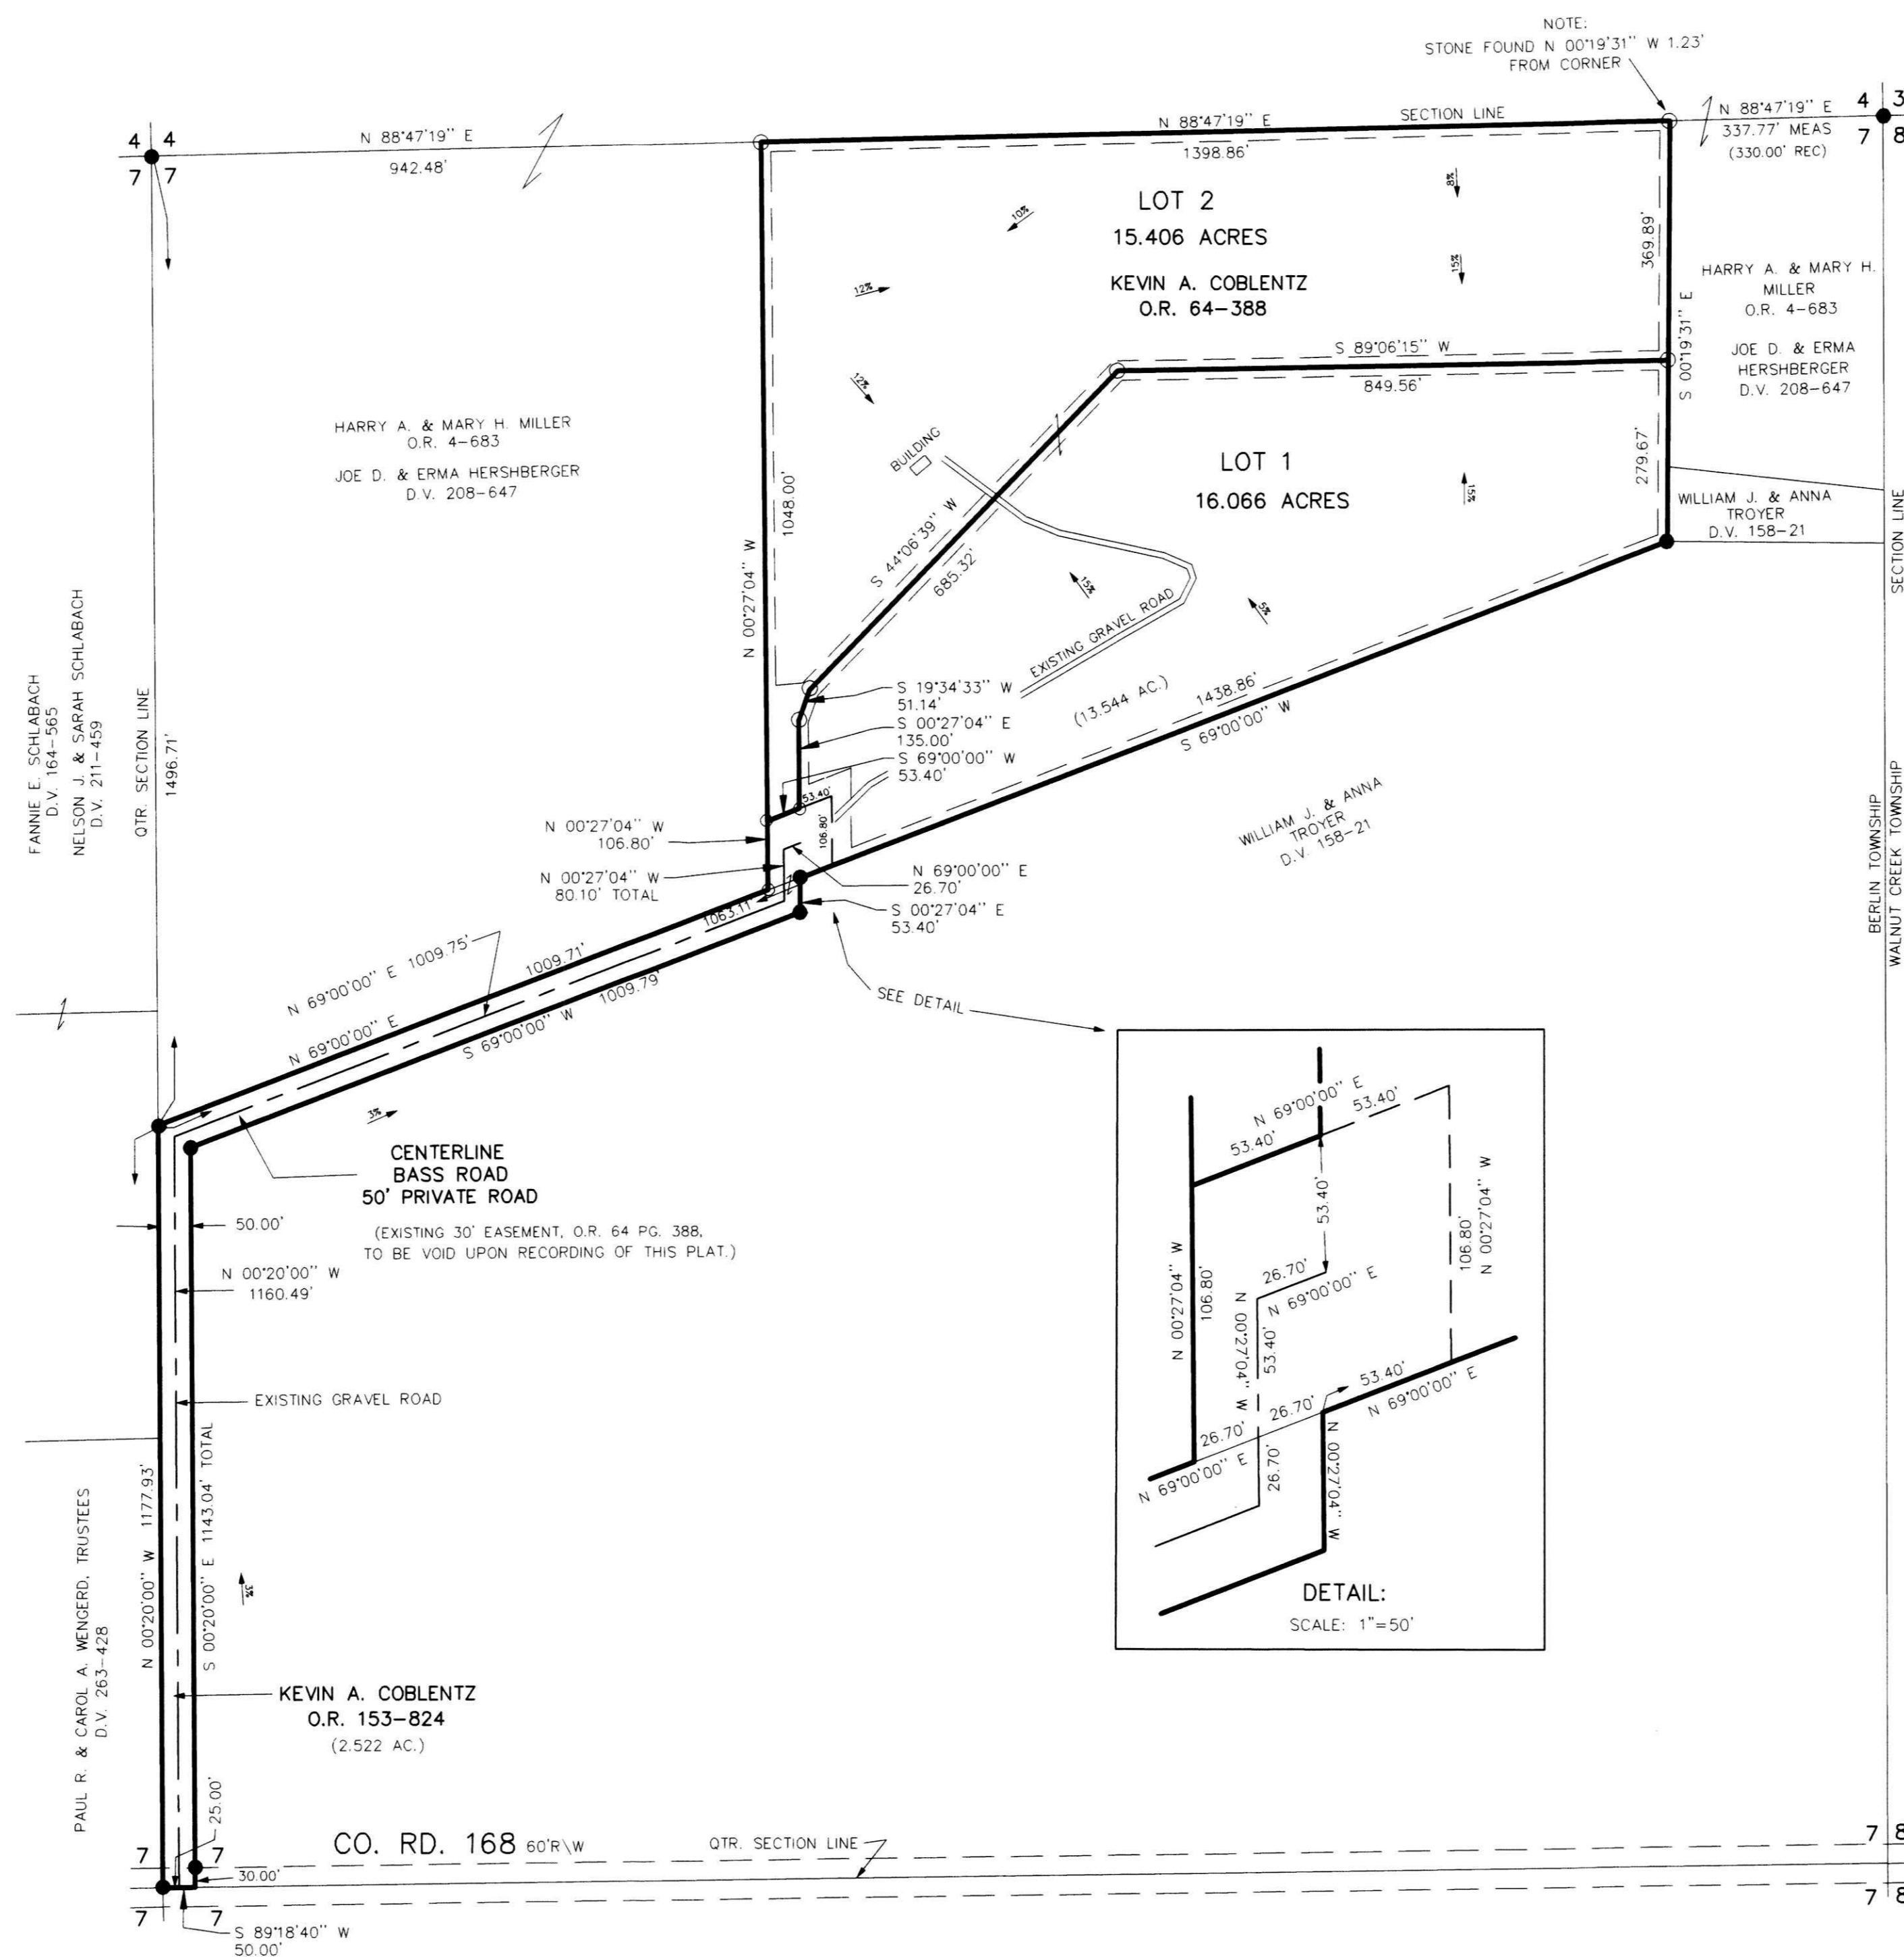 NOTE:
STONE FOUND N 00°19'31" W 1.23'
FROM CORNER
4 4
7 7
N 88°47'19" E
942.48'
N 88°47'19" E
SECTION LINE
1398.86'
N 88°47'19" E
337.77' MEAS
(330.00' REC)
4 3
7 8
LOT 2
15.406 ACRES
KEVIN A. COBLENTZ
O.R. 64-388
10%
8%
12%
15%
12%
369.89'
S 00°19'31" E
279.67'
HARRY A. & MARY H.
MILLER
O.R. 4-683
JOE D. & ERMA
HERSHBERGER
D.V. 208-647
S 89°06'15" W
849.56'
HARRY A. & MARY H. MILLER
O.R. 4-683
JOE D. & ERMA HERSHBERGER
D.V. 208-647
BUILDING
LOT 1
16.066 ACRES
15%
WILLIAM J. & ANNA
TROYER
D.V. 158-21
SECTION LINE
1048.00'
N 00°27'04" W
S 44°06'39" W
685.32'
15%
5%
EXISTING GRAVEL ROAD
FANNIE E. SCHLABACH
D.V. 164-565
NELSON J. & SARAH SCHLABACH
D.V. 211-459
QTR. SECTION LINE
1496.71'
S 19°34'33" W
51.14'
S 00°27'04" E
135.00'
S 69°00'00" W
53.40'
(13.544 AC.)
1438.86'
S 69°00'00" W
53.40'
106.80'
N 00°27'04" W
106.80'
N 00°27'04" W
80.10' TOTAL
N 69°00'00" E
26.70'
S 00°27'04" E
53.40'
WILLIAM J. & ANNA
TROYER
D.V. 158-21
BERLIN TOWNSHIP
WALNUT CREEK TOWNSHIP
1063.11'
N 69°00'00" E 1009.75'
1009.71'
N 69°00'00" E
S 69°00'00" W
1009.79'
SEE DETAIL
3%
CENTERLINE
BASS ROAD
50' PRIVATE ROAD
(EXISTING 30' EASEMENT, O.R. 64 PG. 388,
TO BE VOID UPON RECORDING OF THIS PLAT.)
50.00'
N 00°20'00" W
1160.49'
EXISTING GRAVEL ROAD
N 00°20'00" W 1177.93'
S 00°20'00" E 1143.04' TOTAL
3%
PAUL R. & CAROL A. WENGERD, TRUSTEES
D.V. 263-428
KEVIN A. COBLENTZ
O.R. 153-824
(2.522 AC.)
N 69°00'00" E
53.40'
53.40'
53.40'
N 00°27'04" W
106.80'
106.80'
N 00°27'04" W
26.70'
N 69°00'00" E
N 00°27'04" W
53.40'
53.40'
N 69°00'00" E
26.70'
26.70'
N 69°00'00" E
26.70'
N 00°27'04" W
DETAIL:
SCALE: 1"=50'
25.00'
CO. RD. 168 60'R\W
QTR. SECTION LINE
7 7
30.00'
7 7
S 89°18'40" W
50.00'
7 8
7 8